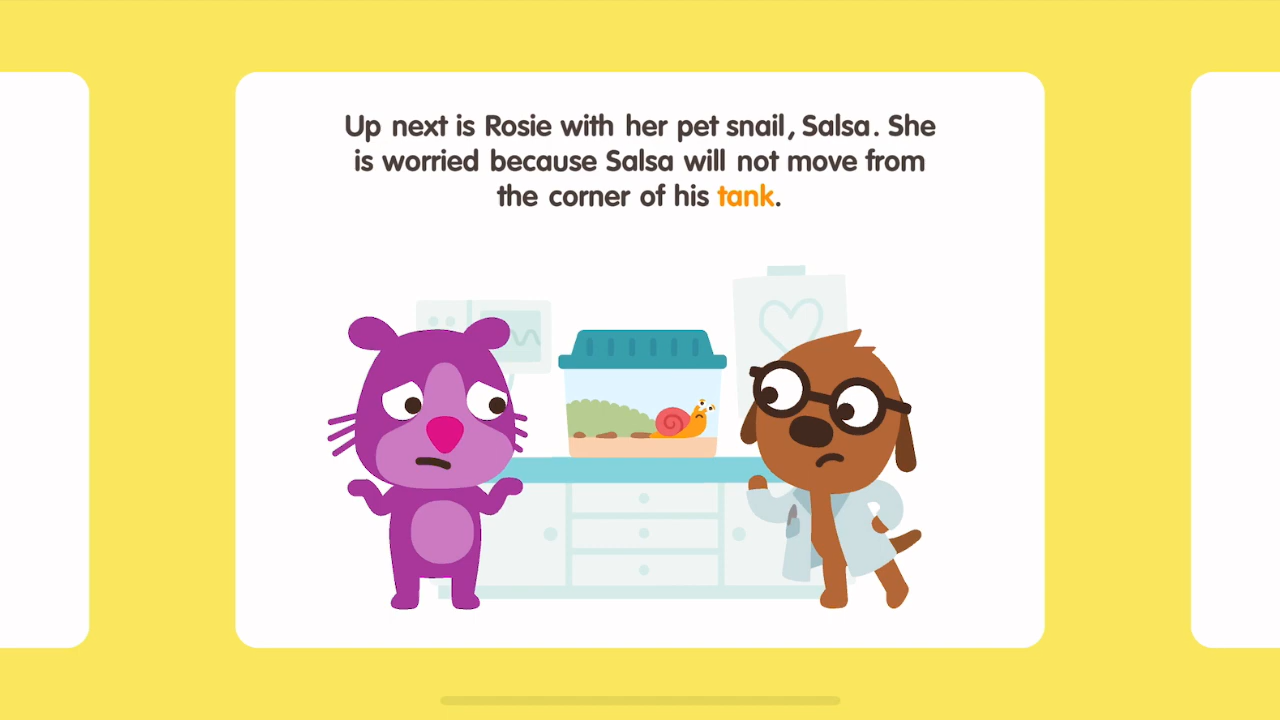 Up next is Rosie with her pet snail, Salsa. She
is worried because Salsa will not move from
the corner of his tank.